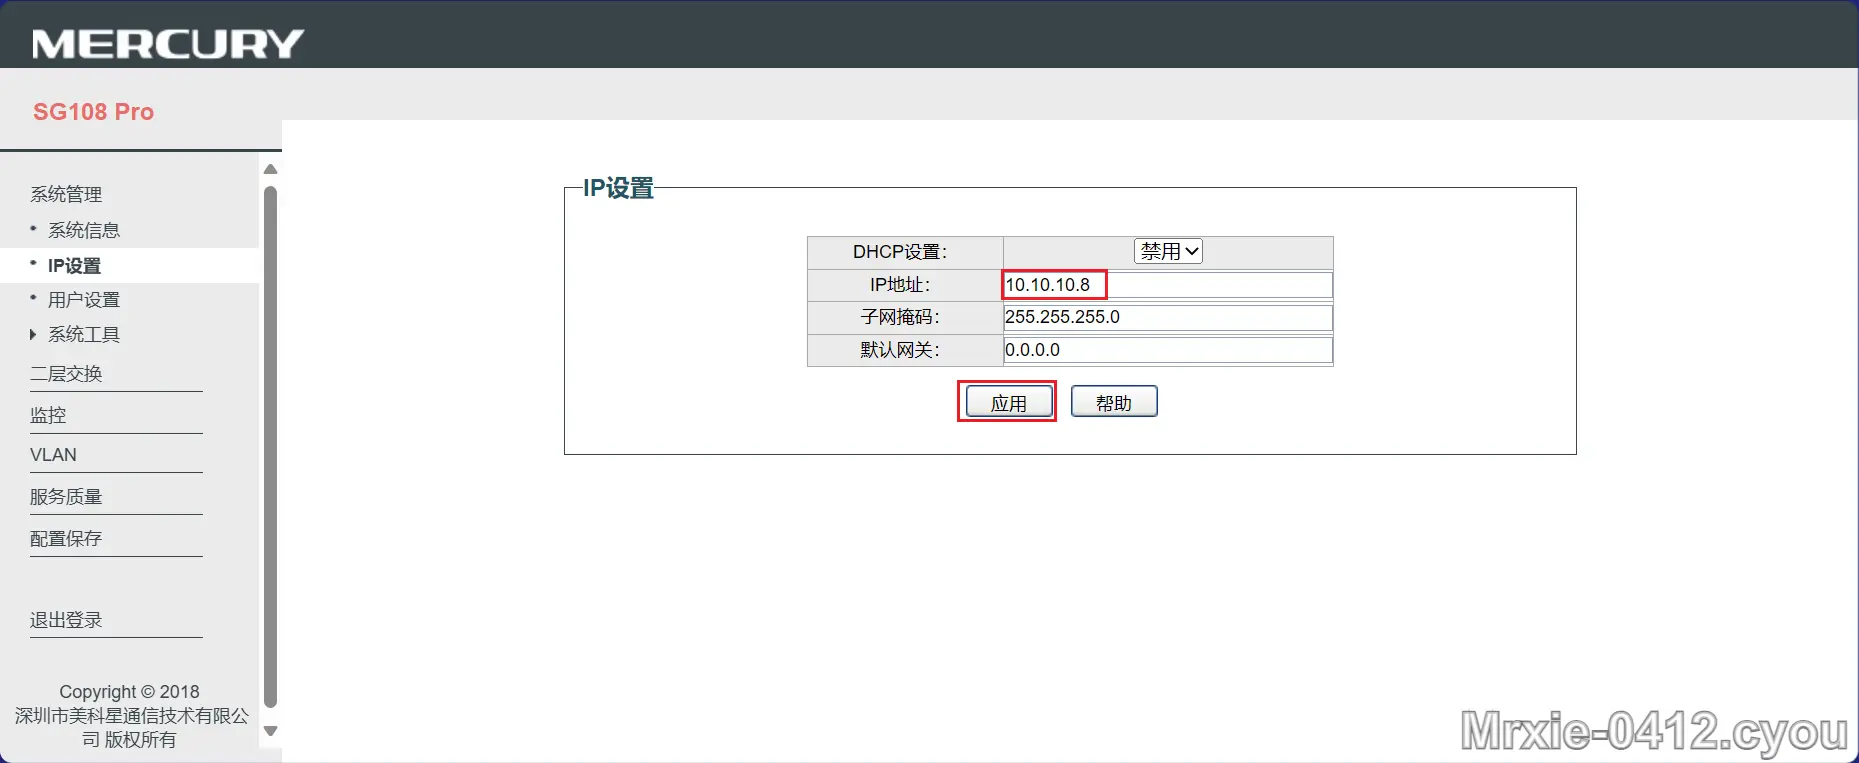 MERCURY
SG108 Pro
系统管理
• 系统信息
• IP设置
• 用户设置
系统工具
二层交换
监控
VLAN
服务质量
配置保存
退出登录
Copyright © 2018
深圳市美科星通信技术有限公
司 版权所有
IP设置
DHCP设置： 禁用
IP地址： 10.10.10.8
子网掩码： 255.255.255.0
默认网关： 0.0.0.0
应用 帮助
Mrxie-0412.cyou